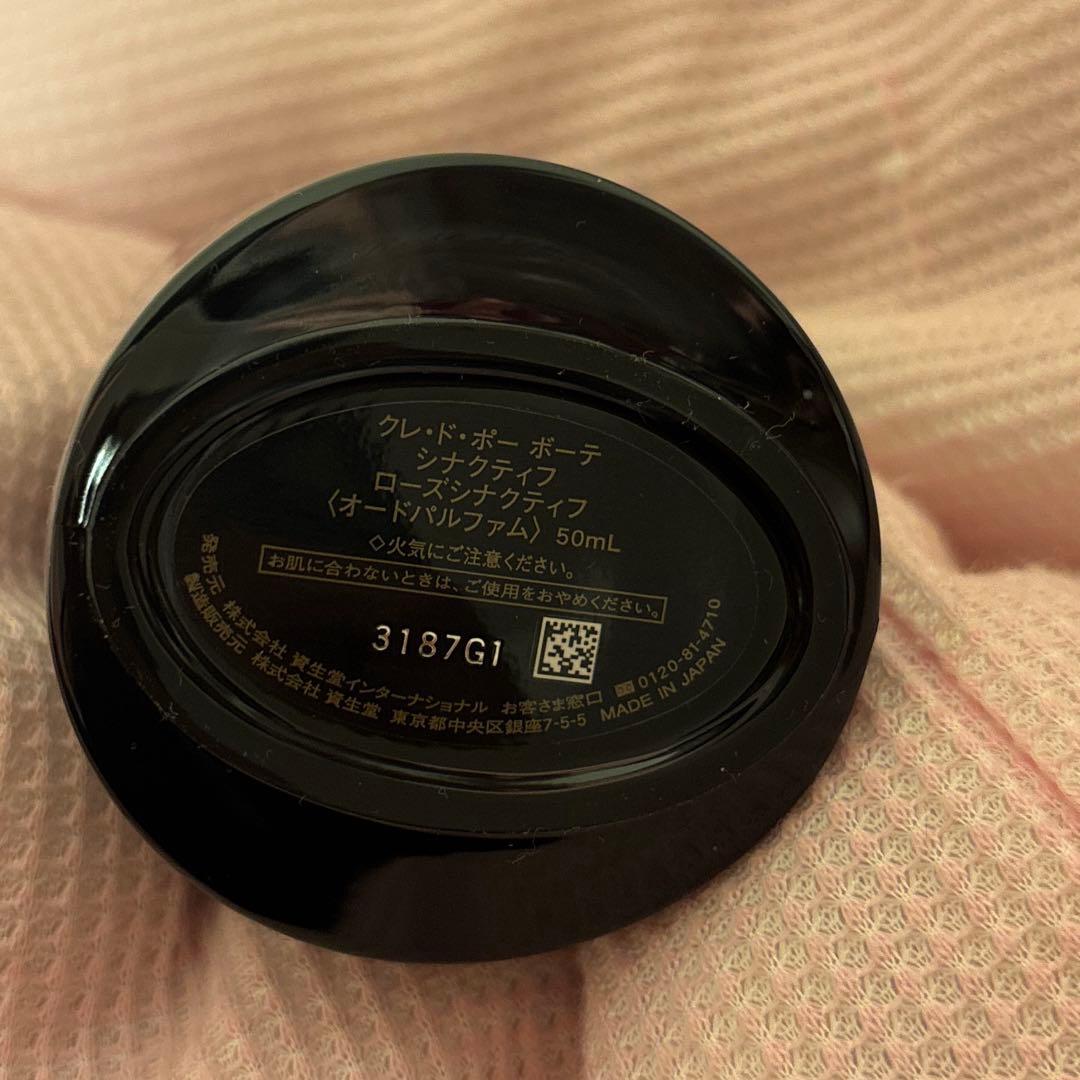 クレ・ド・ポー ボーテ
シナクティフ
ローズシナクティフ
〈オードパルファム〉 50mL
◇火気にご注意ください。
お肌に合わないときは、ご使用をおやめください。
3187G1
発売元 株式会社 資生堂インターナショナル お客さま窓口 0120-81-4710
製造販売元 株式会社 資生堂 東京都中央区銀座7-5-5 MADE IN JAPAN